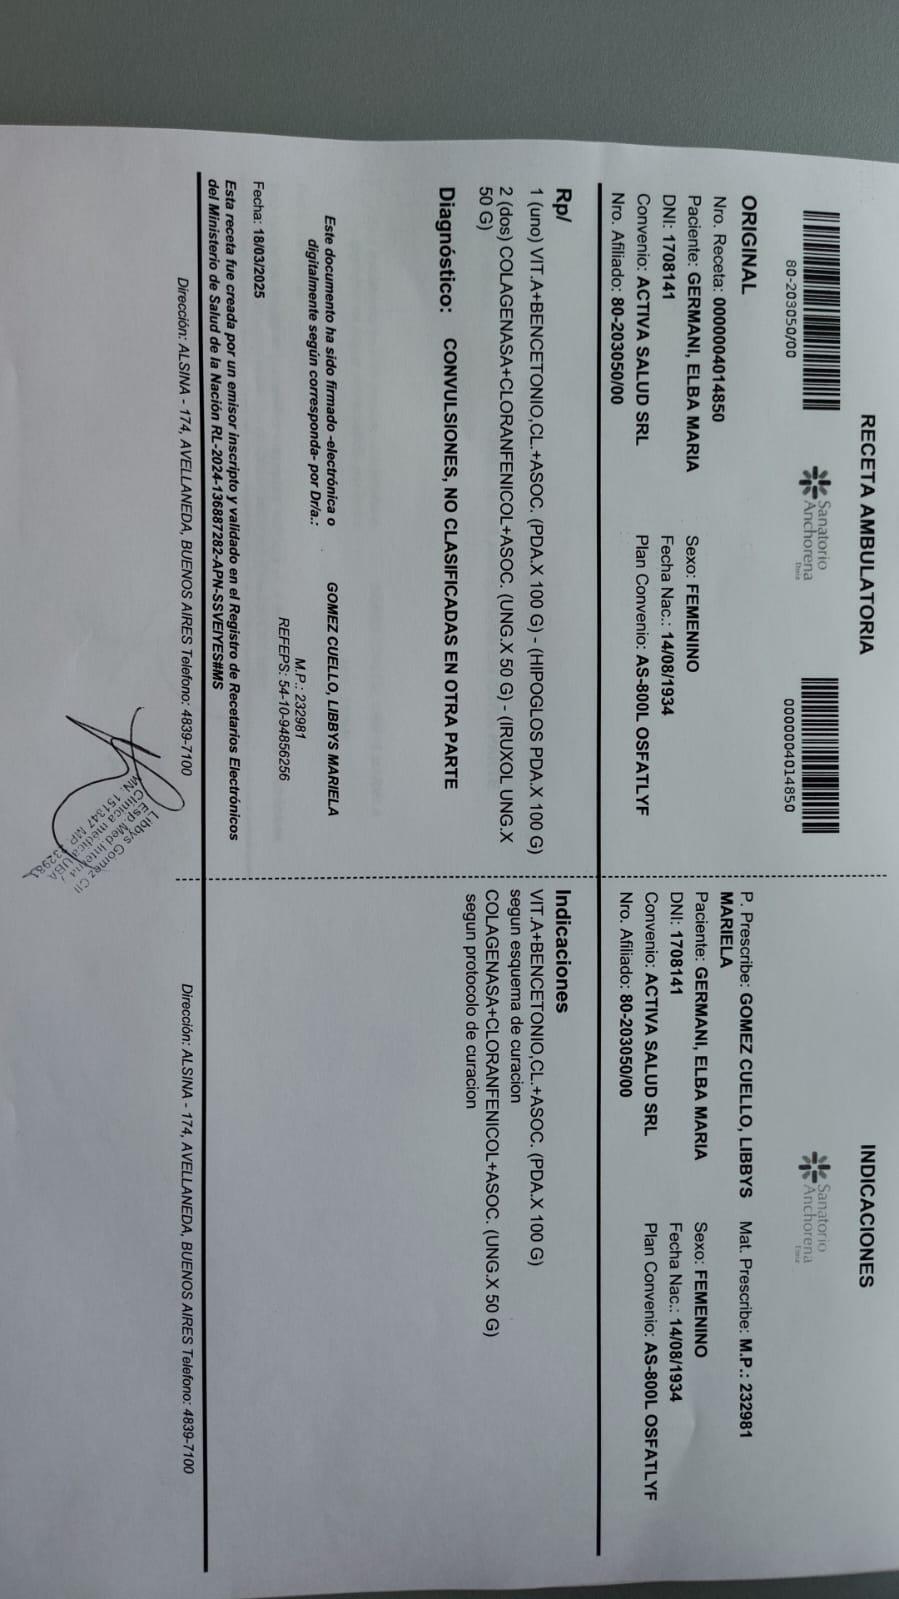 RECETA AMBULATORIA
80-203050/00
Sanatorio
Anchorena
0000004014850
ORIGINAL
Nro. Receta: 0000004014850
Paciente: GERMANI, ELBA MARIA
Sexo: FEMENINO
DNI: 1708141
Fecha Nac.: 14/08/1934
Convenio: ACTIVA SALUD SRL
Plan Convenio: AS-800L OSFATLYF
Nro. Afiliado: 80-203050/00
Rp/
1 (uno) VIT.A+BENCETONIO,CL.+ASOC. (PDA.X 100 G) - (HIPOGLOS PDA.X 100 G)
2 (dos) COLAGENASA+CLORANFENICOL+ASOC. (UNG.X 50 G) - (IRUXOL UNG.X
50 G)
Diagnóstico: CONVULSIONES, NO CLASIFICADAS EN OTRA PARTE
Este documento ha sido firmado -electrónica o
digitalmente según corresponda- por Dr/a.:
GOMEZ CUELLO, LIBBYS MARIELA
M.P.: 232981
REFEPS: 54-10-94856256
Fecha: 18/03/2025
Esta receta fue creada por un emisor inscripto y validado en el Registro de Recetarios Electrónicos
del Ministerio de Salud de la Nación RL-2024-136887282-APN-SSVEIYES#MS
Dirección: ALSINA - 174, AVELLANEDA, BUENOS AIRES Telefono: 4839-7100
Libbys Gomez
Esp. Med Interna
Clinica medica UBA
MN: 151347 MP.
INDICACIONES
Sanatorio
Anchorena
P. Prescribe: GOMEZ CUELLO, LIBBYS
MARIELA
Mat. Prescribe: M.P.: 232981
Paciente: GERMANI, ELBA MARIA
Sexo: FEMENINO
DNI: 1708141
Fecha Nac.: 14/08/1934
Convenio: ACTIVA SALUD SRL
Plan Convenio: AS-800L OSFATLYF
Nro. Afiliado: 80-203050/00
Indicaciones
VIT.A+BENCETONIO,CL.+ASOC. (PDA.X 100 G)
segun esquema de curacion
COLAGENASA+CLORANFENICOL+ASOC. (UNG.X 50 G)
segun protocolo de curacion
Dirección: ALSINA - 174, AVELLANEDA, BUENOS AIRES Telefono: 4839-7100